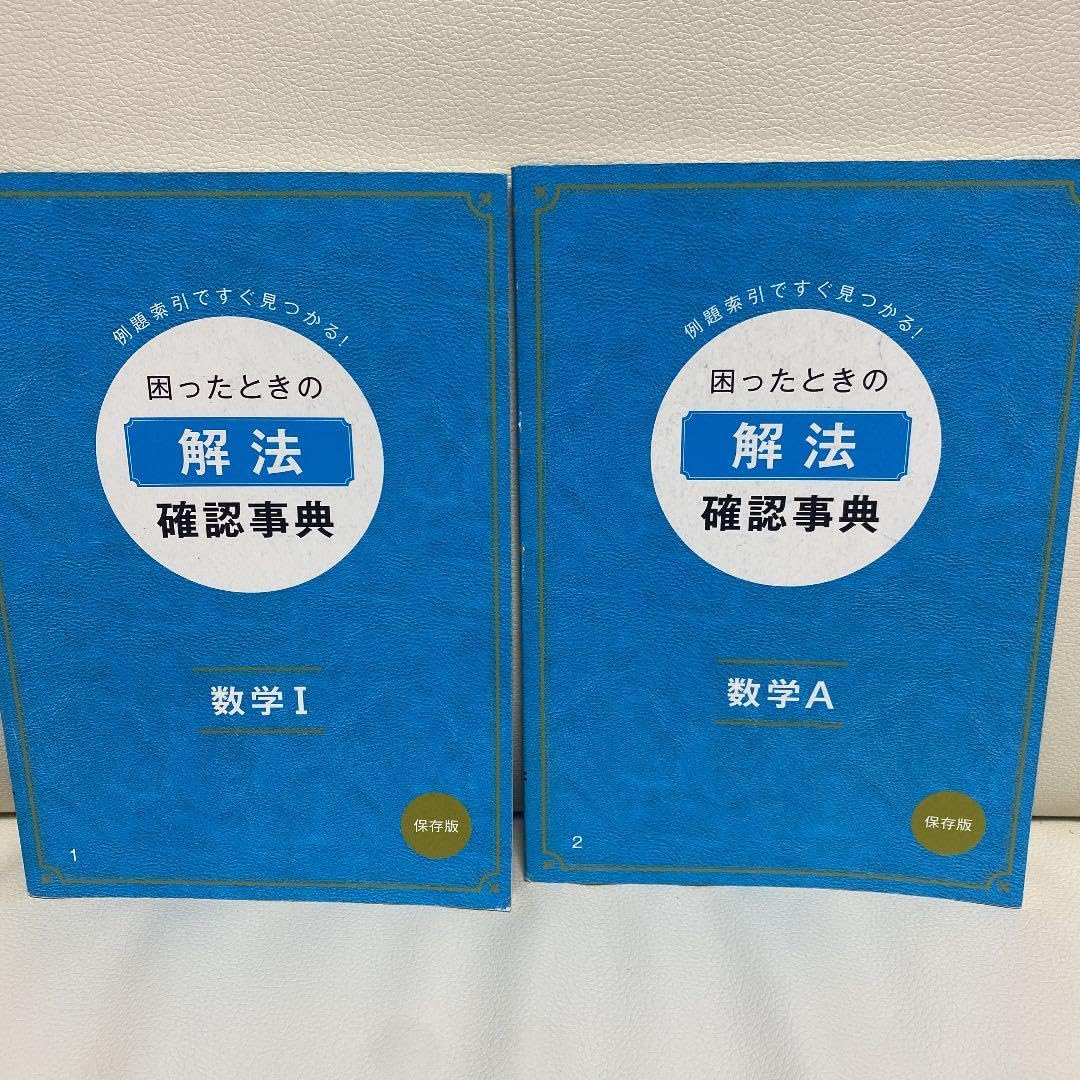 例題索引ですぐ見つかる!
困ったときの
解法
確認事典
数学I
保存版
1
例題索引ですぐ見つかる!
困ったときの
解法
確認事典
数学A
保存版
2